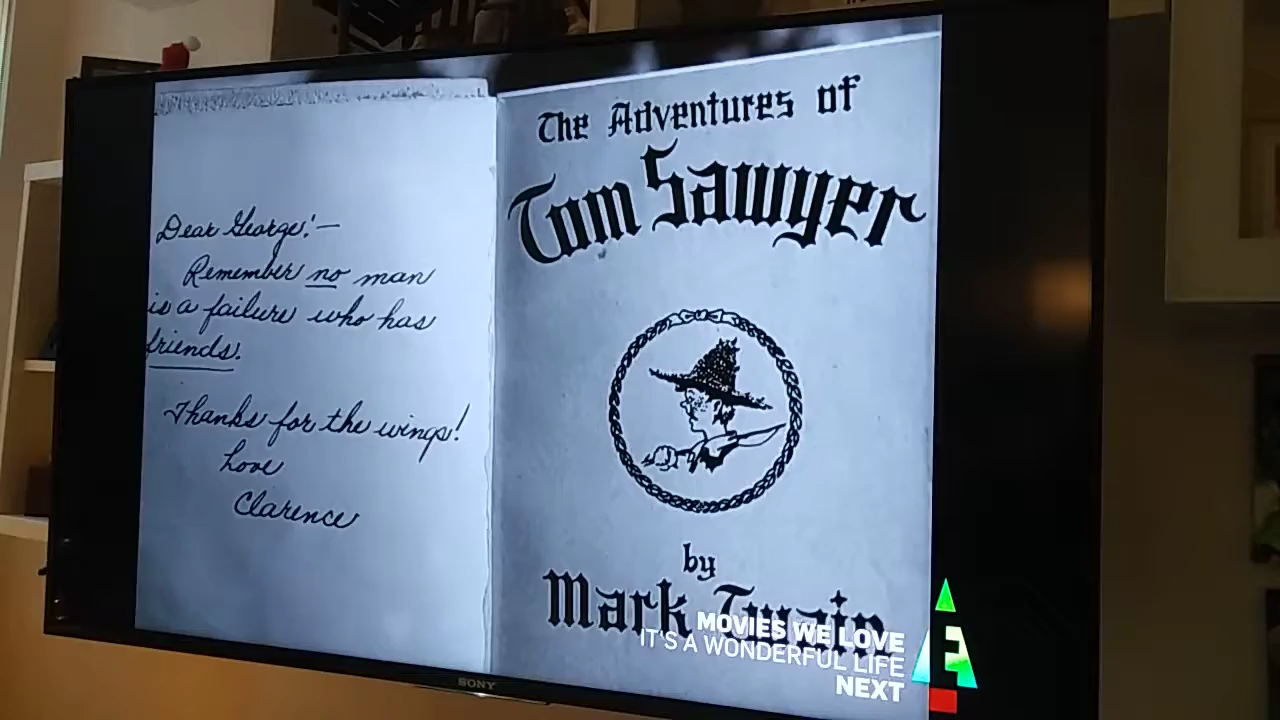 Dear George:—
Remember no man
is a failure who has
friends.
Thanks for the wings!
Love
Clarence
The Adventures of
Tom Sawyer
by
Mark Twain
MOVIES WE LOVE
IT'S A WONDERFUL LIFE
NEXT
E
SONY